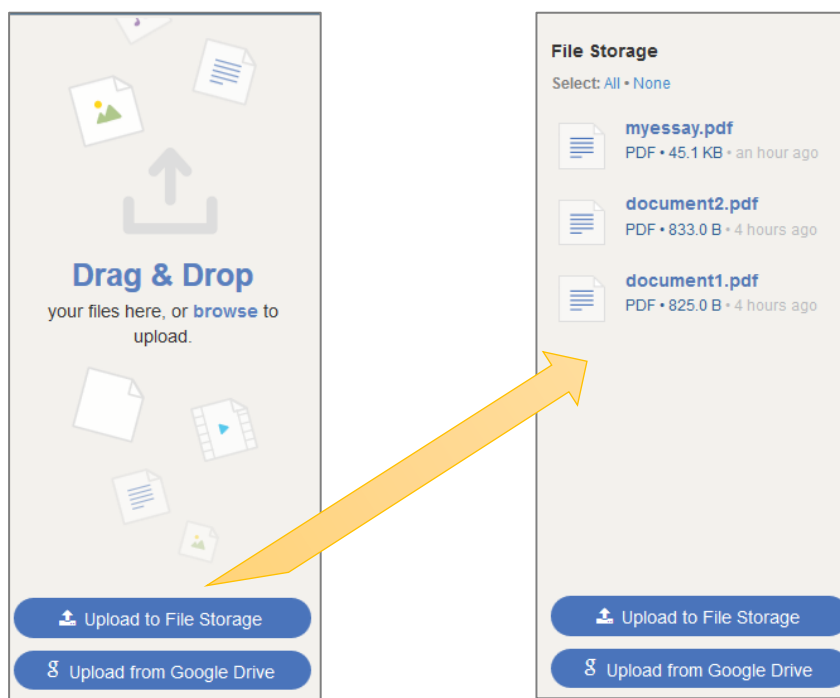 Drag & Drop
your files here, or browse to
upload.
Upload to File Storage
g Upload from Google Drive
File Storage
Select: All • None
myessay.pdf
PDF • 45.1 KB • an hour ago
document2.pdf
PDF • 833.0 B • 4 hours ago
document1.pdf
PDF • 825.0 B • 4 hours ago
Upload to File Storage
g Upload from Google Drive